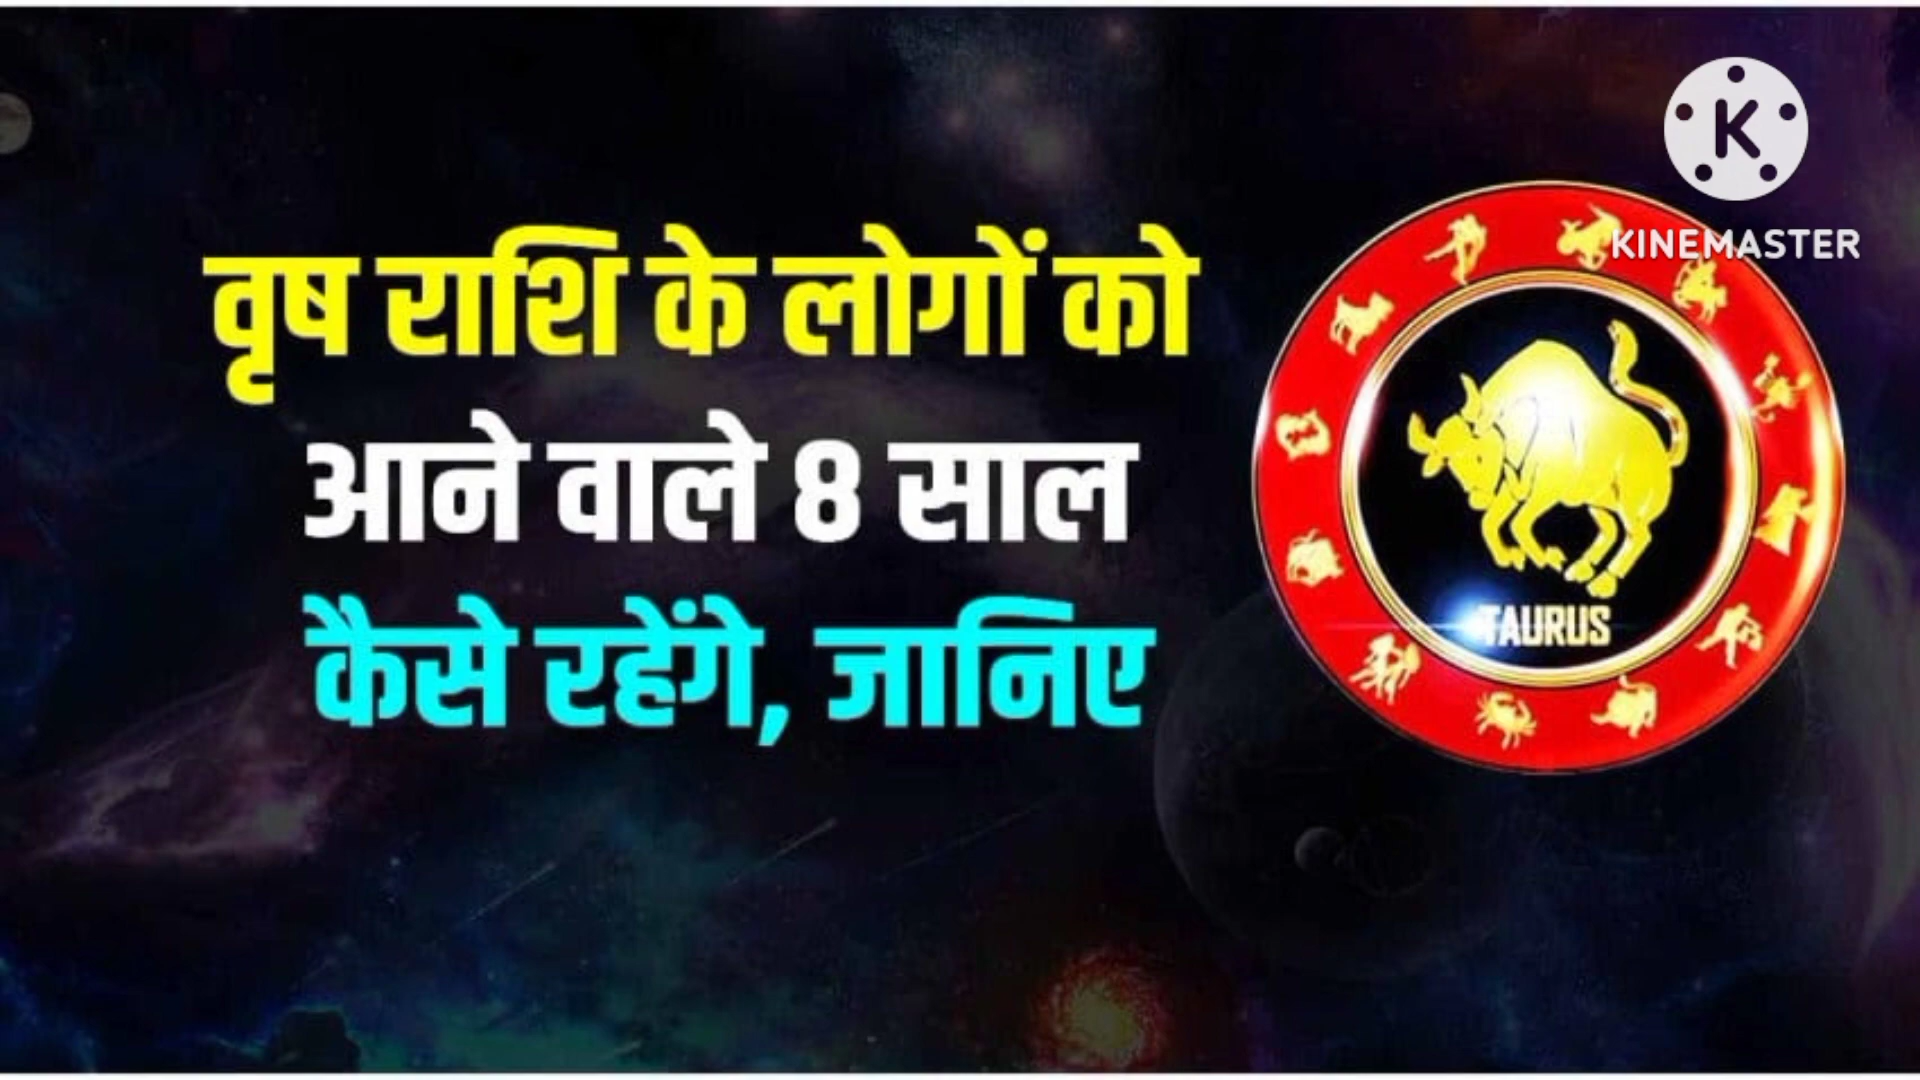 वृष राशि के लोगों को
आने वाले 8 साल
कैसे रहेंगे, जानिए
TAURUS
K
KINEMASTER